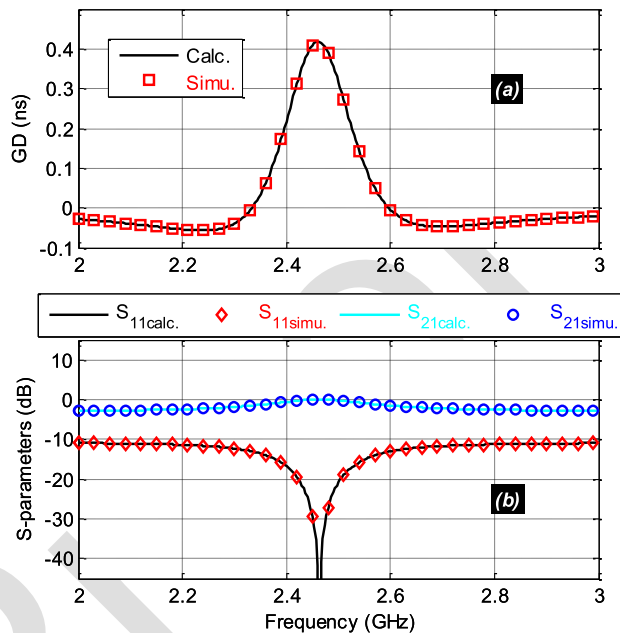 0.4
0.3
0.2
0.1
0
-0.1
GD (ns)
Calc.
Simu.
(a)
2 2.2 2.4 2.6 2.8 3
S11calc. S11simu. S21calc. S21simu.
10
0
-10
-20
-30
-40
S-parameters (dB)
(b)
2 2.2 2.4 2.6 2.8 3
Frequency (GHz)